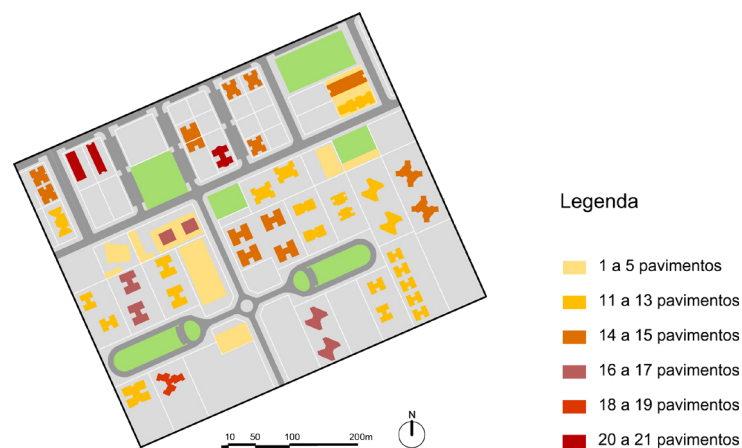 Legenda
1 a 5 pavimentos
11 a 13 pavimentos
14 a 15 pavimentos
16 a 17 pavimentos
18 a 19 pavimentos
20 a 21 pavimentos
N
10 50 100 200m